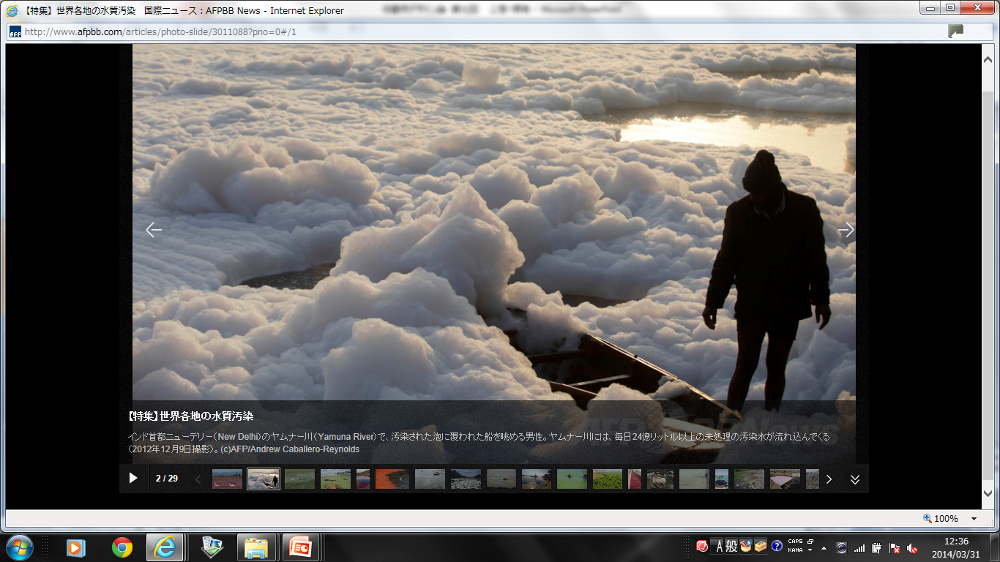 【特集】世界各地の水質汚染　国際ニュース : AFPBB News - Internet Explorer
AFP http://www.afpbb.com/articles/photo-slide/3011088?pno=0#/1
【特集】世界各地の水質汚染
インド首都ニューデリー（New Delhi）のヤムナー川（Yamuna River）で、汚染された泡に覆われた船を眺める男性。ヤムナー川には、毎日24億リットル以上の未処理の汚染水が流れ込んでくる
（2012年12月9日撮影）。(c)AFP/Andrew Caballero-Reynolds
2 / 29
100%
A 般 CAPS
KANA
12:36
2014/03/31